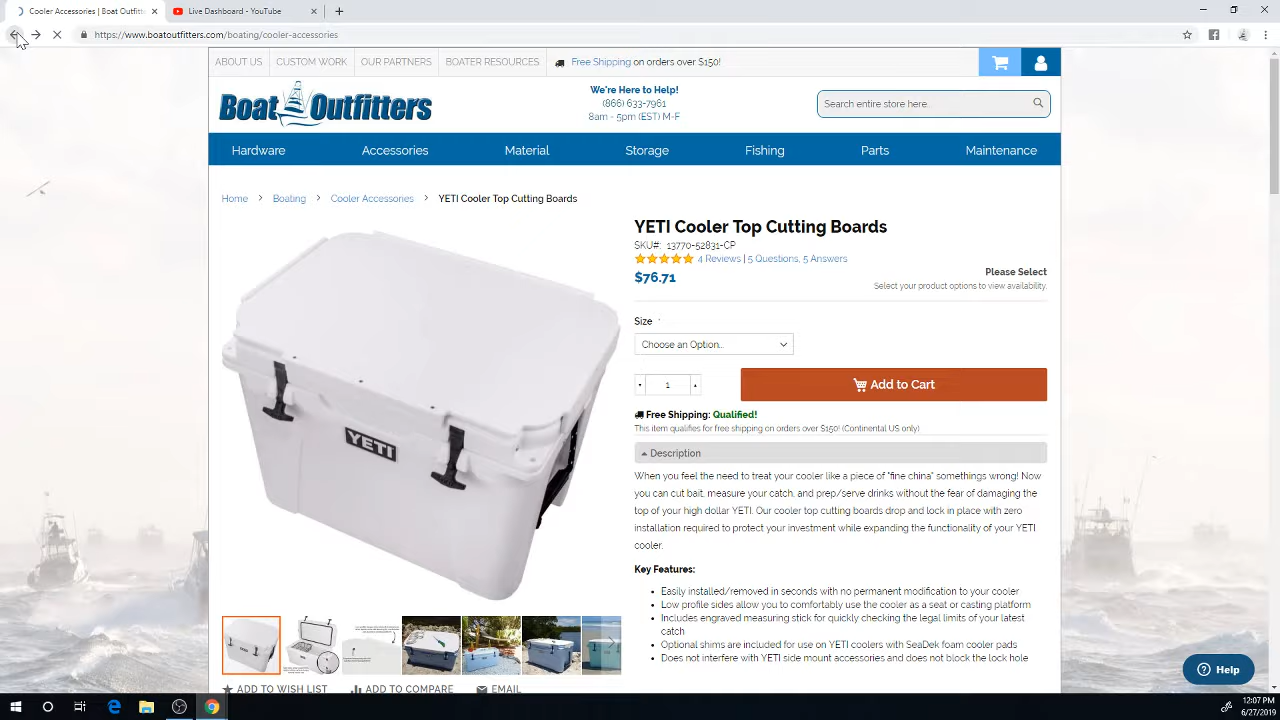 Cooler Accessories | Boat Outfitt
Live Dashboard - YouTube
https://www.boatoutfitters.com/boating/cooler-accessories
ABOUT US CUSTOM WORK OUR PARTNERS BOATER RESOURCES Free Shipping on orders over $150!
Boat Outfitters
We're Here to Help!
(866) 633-7961
8am - 5pm (EST) M-F
Search entire store here...
Hardware Accessories Material Storage Fishing Parts Maintenance
Home > Boating > Cooler Accessories > YETI Cooler Top Cutting Boards
YETI
YETI Cooler Top Cutting Boards
SKU#: 13770-52831-CP
4 Reviews | 5 Questions, 5 Answers
$76.71
Please Select
Select your product options to view availability.
Size *
Choose an Option...
1
Add to Cart
Free Shipping: Qualified!
This item qualifies for free shipping on orders over $150! (Continental US only)
Description
When you feel the need to treat your cooler like a piece of "fine china" somethings wrong! Now
you can cut bait, measure your catch, and prep/serve drinks without the fear of damaging the
top of your high dollar YETI. Our cooler top cutting boards drop and lock in place with zero
installation required to protect your investment while expanding the functionality of your YETI
cooler.
Key Features:
Easily installed/removed in seconds with no permanent modification to your cooler
Low profile sides allow you to comfortably use the cooler as a seat or casting platform
Includes engraved measuring stick for quickly checking the legal limits of your latest
catch
Optional shims are included for use on YETI coolers with SeaDek foam cooler pads
Does not interfere with YETI side mount accessories and does not block the lock hole
ADD TO WISH LIST ADD TO COMPARE EMAIL
Help
12:07 PM
6/27/2019